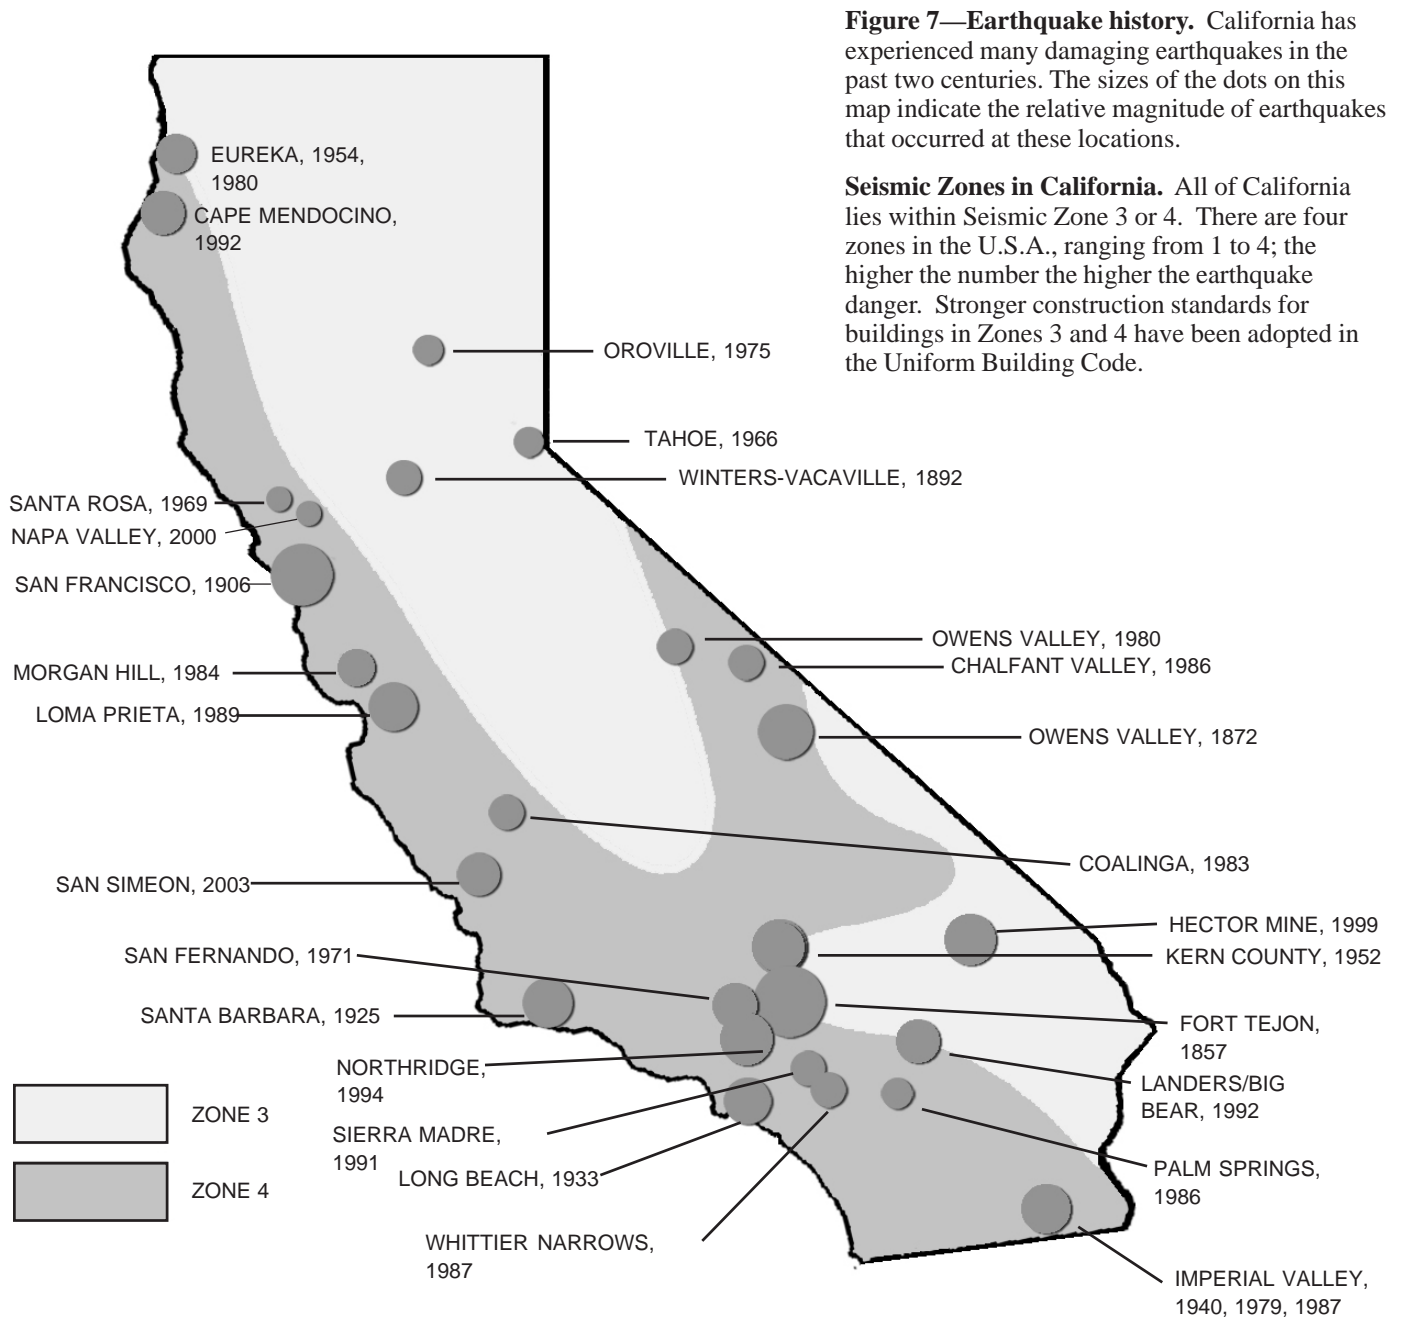 Figure 7—Earthquake history. California has
experienced many damaging earthquakes in the
past two centuries. The sizes of the dots on this
map indicate the relative magnitude of earthquakes
that occurred at these locations.
Seismic Zones in California. All of California
lies within Seismic Zone 3 or 4. There are four
zones in the U.S.A., ranging from 1 to 4; the
higher the number the higher the earthquake
danger. Stronger construction standards for
buildings in Zones 3 and 4 have been adopted in
the Uniform Building Code.
EUREKA, 1954,
1980
CAPE MENDOCINO,
1992
OROVILLE, 1975
TAHOE, 1966
WINTERS-VACAVILLE, 1892
SANTA ROSA, 1969
NAPA VALLEY, 2000
SAN FRANCISCO, 1906
OWENS VALLEY, 1980
CHALFANT VALLEY, 1986
MORGAN HILL, 1984
LOMA PRIETA, 1989
OWENS VALLEY, 1872
COALINGA, 1983
SAN SIMEON, 2003
HECTOR MINE, 1999
KERN COUNTY, 1952
SAN FERNANDO, 1971
SANTA BARBARA, 1925
FORT TEJON,
1857
NORTHRIDGE,
1994
LANDERS/BIG
BEAR, 1992
ZONE 3
SIERRA MADRE,
1991
LONG BEACH, 1933
PALM SPRINGS,
1986
ZONE 4
WHITTIER NARROWS,
1987
IMPERIAL VALLEY,
1940, 1979, 1987